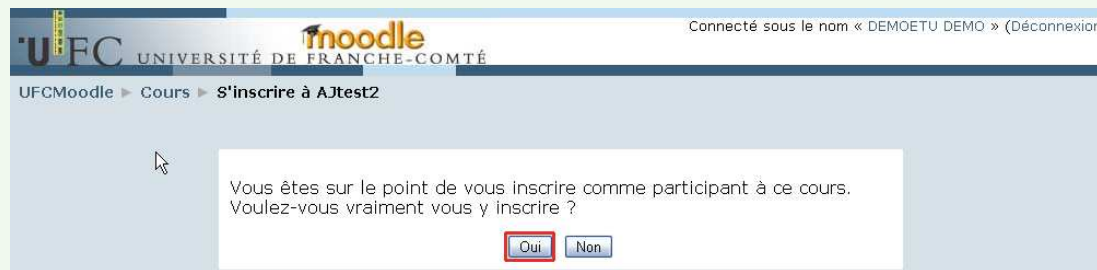 Connecté sous le nom « DEMOETU DEMO » (Déconnexion
moodle
UFC UNIVERSITÉ DE FRANCHE-COMTÉ
UFCMoodle ► Cours ► S'inscrire à AJtest2
Vous êtes sur le point de vous inscrire comme participant à ce cours.
Voulez-vous vraiment vous y inscrire ?
Oui Non